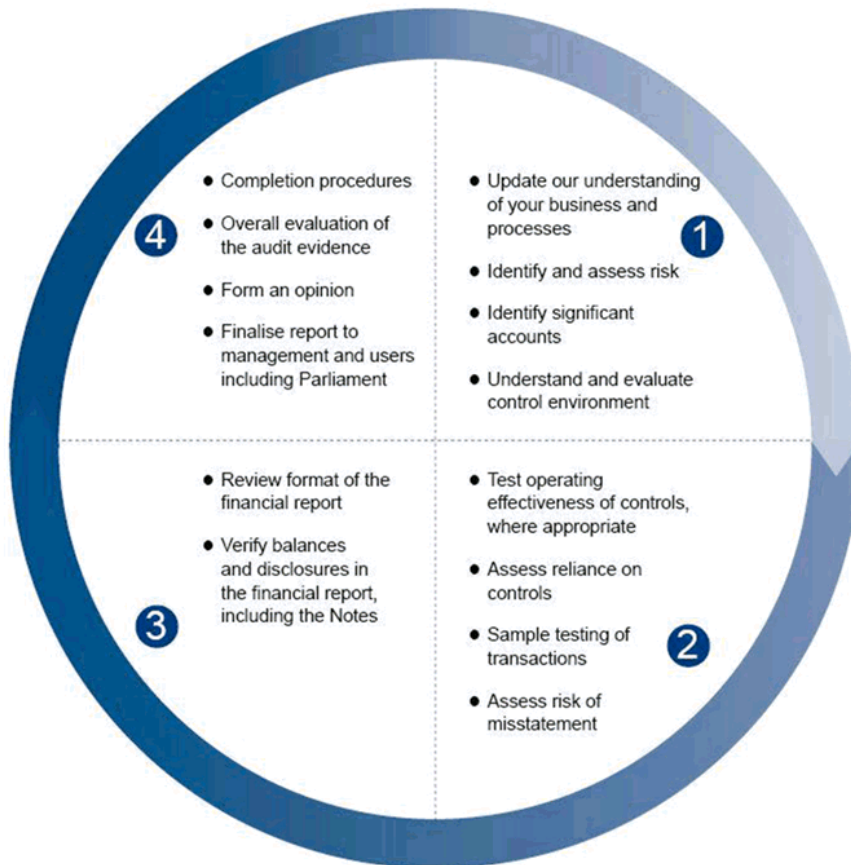 1
● Update our understanding
of your business and
processes
● Identify and assess risk
● Identify significant
accounts
● Understand and evaluate
control environment
2
● Test operating
effectiveness of controls,
where appropriate
● Assess reliance on
controls
● Sample testing of
transactions
● Assess risk of
misstatement
3
● Review format of the
financial report
● Verify balances
and disclosures in
the financial report,
including the Notes
4
● Completion procedures
● Overall evaluation of
the audit evidence
● Form an opinion
● Finalise report to
management and users
including Parliament